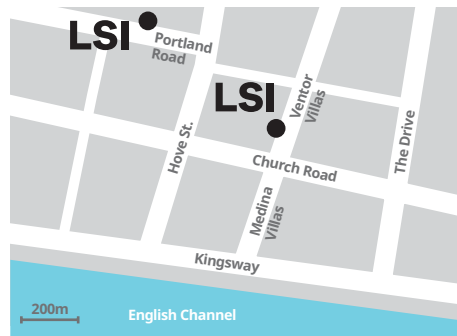 LSI
Portland
Road
LSI
Ventor
Villas
Hove St.
The Drive
Church Road
Medina
Villas
Kingsway
200m
English Channel